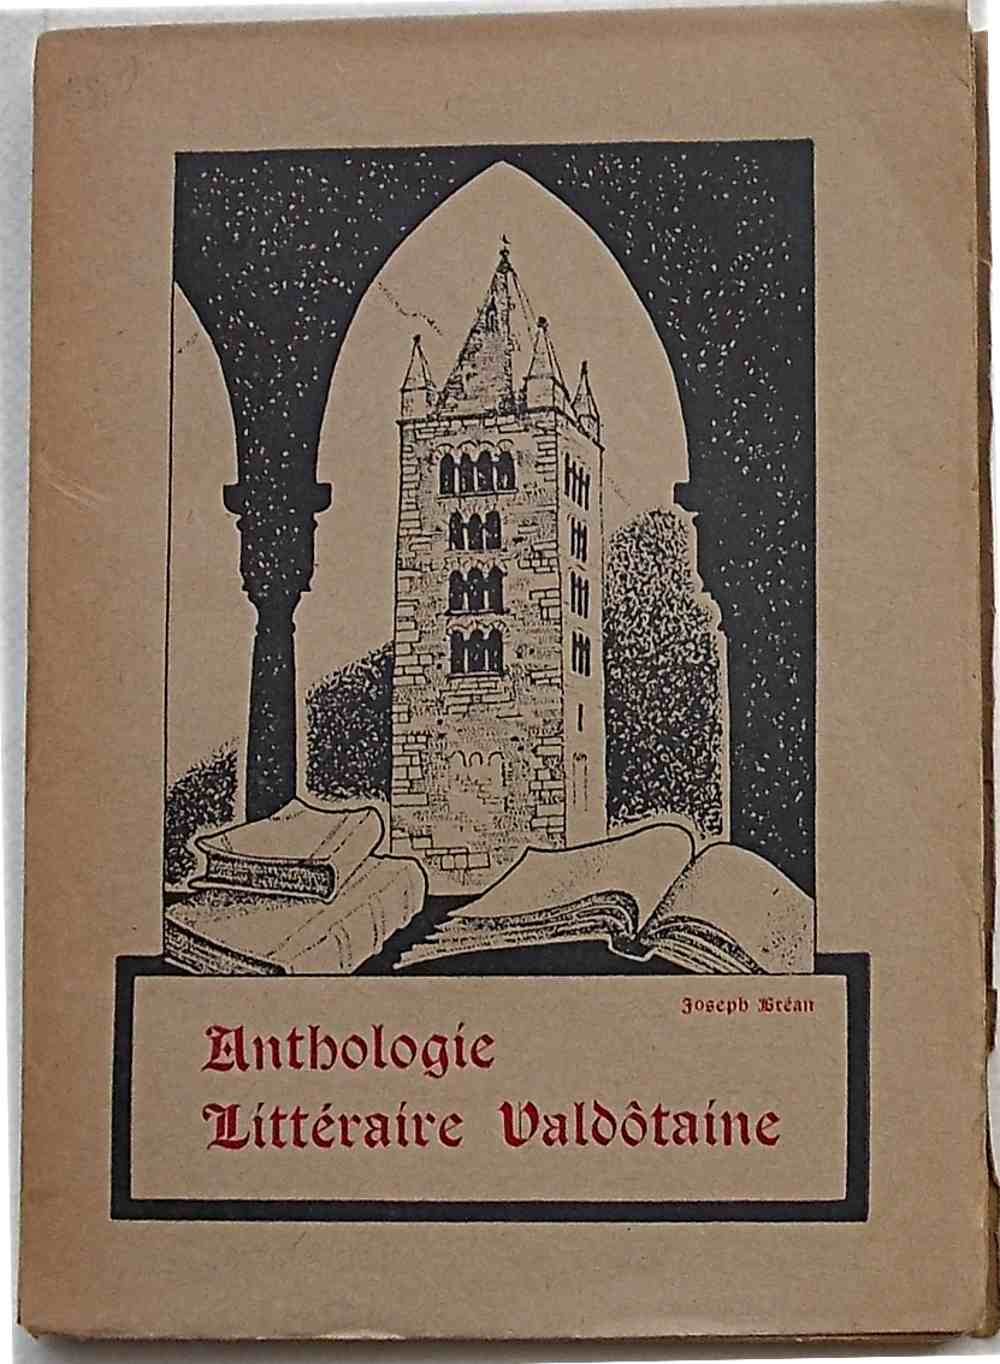 Joseph Bréan
Anthologie
Littéraire Valdôtaine